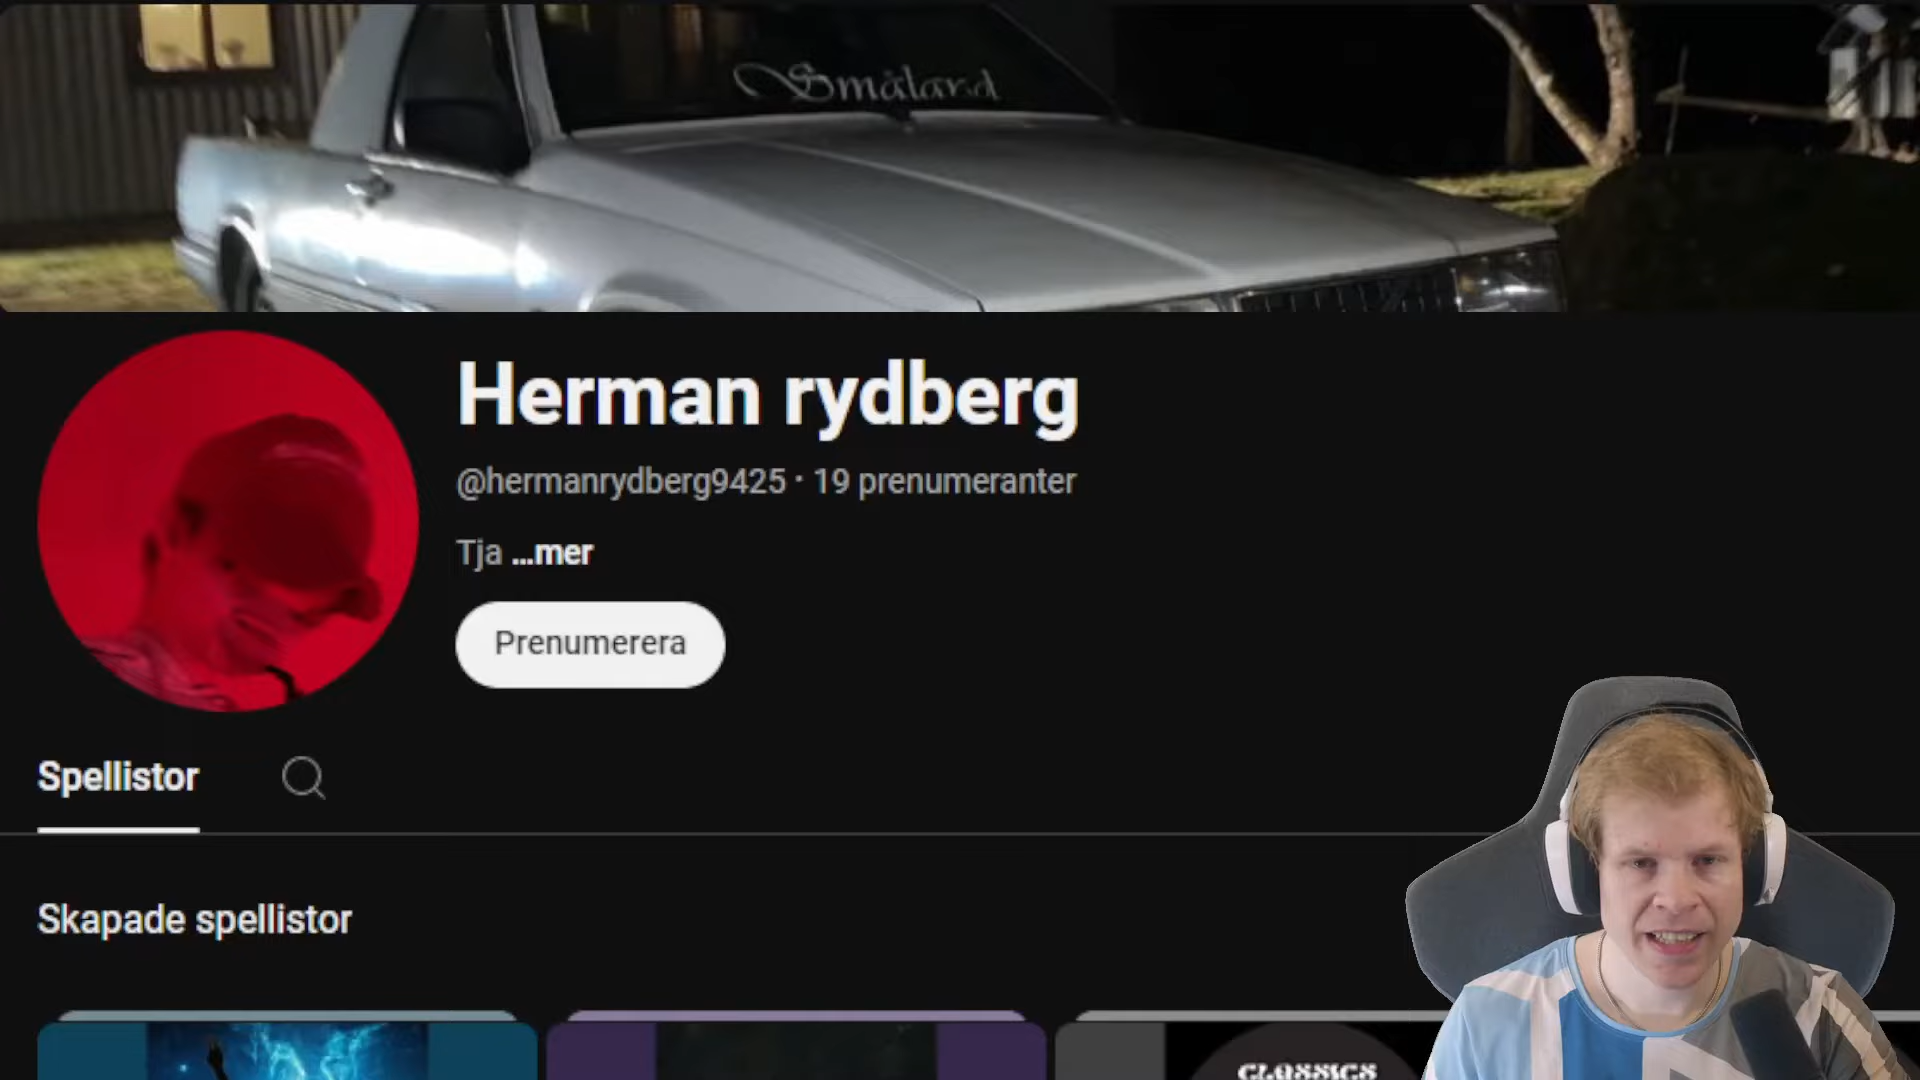 Småland
Herman rydberg
@hermanrydberg9425 · 19 prenumeranter
Tja ...mer
Prenumerera
Spellistor
Skapade spellistor
CLASSICS